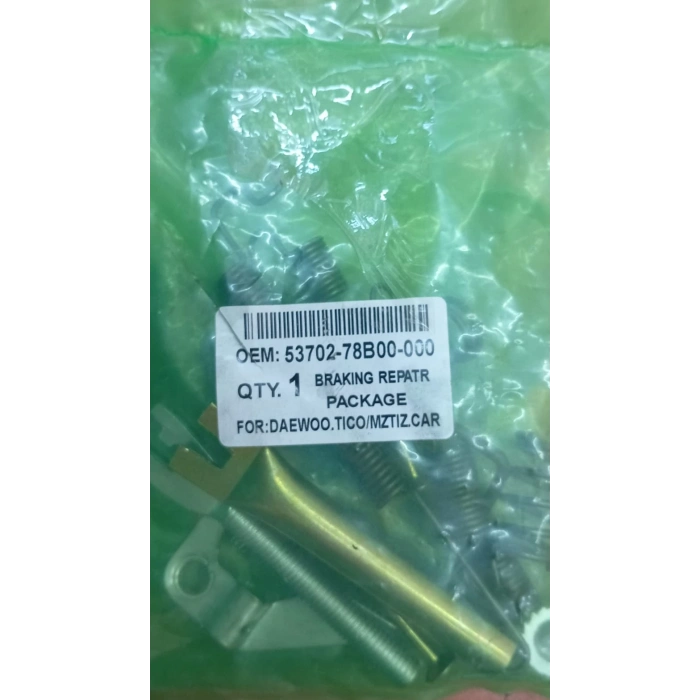 OEM: 53702-78B00-000
QTY. 1 BRAKING REPATR
PACKAGE
FOR:DAEWOO.TICO/MZTIZ.CAR